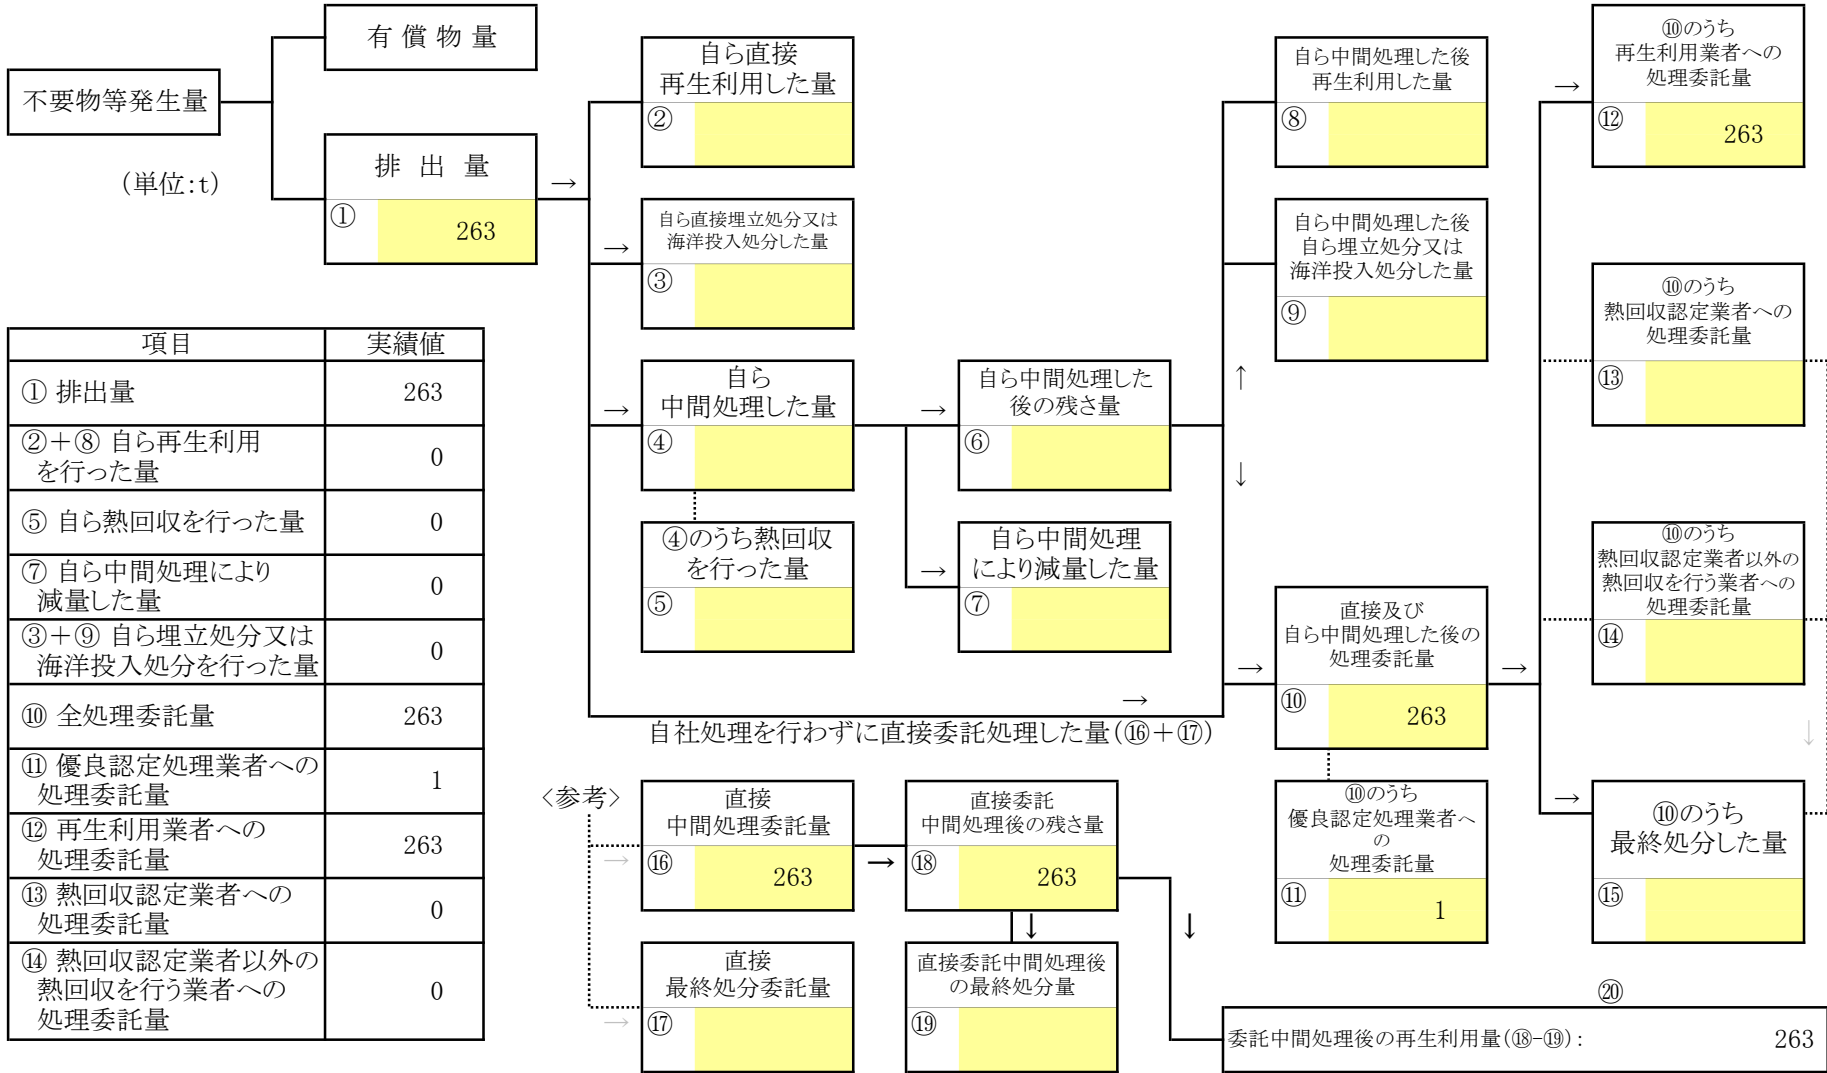 不要物等発生量
(単位:t)
有 償 物 量
排 出 量
→
①
263
自ら直接
再生利用した量
②
→
自ら直接埋立処分又は
海洋投入処分した量
③
→
自ら
中間処理した量
④
④のうち熱回収
を行った量
⑤
→
自ら中間処理した
後の残さ量
⑥
→
自ら中間処理
により減量した量
⑦
↑
↓
自ら中間処理した後
再生利用した量
⑧
自ら中間処理した後
自ら埋立処分又は
海洋投入処分した量
⑨
→
自社処理を行わずに直接委託処理した量(⑯+⑰)
→
直接及び
自ら中間処理した後の
処理委託量
⑩
263
⑩のうち
優良認定処理業者へ
の
処理委託量
⑪
1
→
→
⑩のうち
再生利用業者への
処理委託量
⑫
263
⑩のうち
熱回収認定業者への
処理委託量
⑬
⑩のうち
熱回収認定業者以外の
熱回収を行う業者への
処理委託量
⑭
↓
→
⑩のうち
最終処分した量
⑮
項目 実績値
① 排出量 263
②+⑧ 自ら再生利用
を行った量 0
⑤ 自ら熱回収を行った量 0
⑦ 自ら中間処理により
減量した量 0
③+⑨ 自ら埋立処分又は
海洋投入処分を行った量 0
⑩ 全処理委託量 263
⑪ 優良認定処理業者への
処理委託量 1
⑫ 再生利用業者への
処理委託量 263
⑬ 熱回収認定業者への
処理委託量 0
⑭ 熱回収認定業者以外の
熱回収を行う業者への
処理委託量 0
<参考>
→
直接
中間処理委託量
⑯
263
→
直接委託
中間処理後の残さ量
⑱
263
→
直接
最終処分委託量
⑰
↓
直接委託中間処理後
の最終処分量
⑲
↓
⑳
委託中間処理後の再生利用量(⑱-⑲): 263